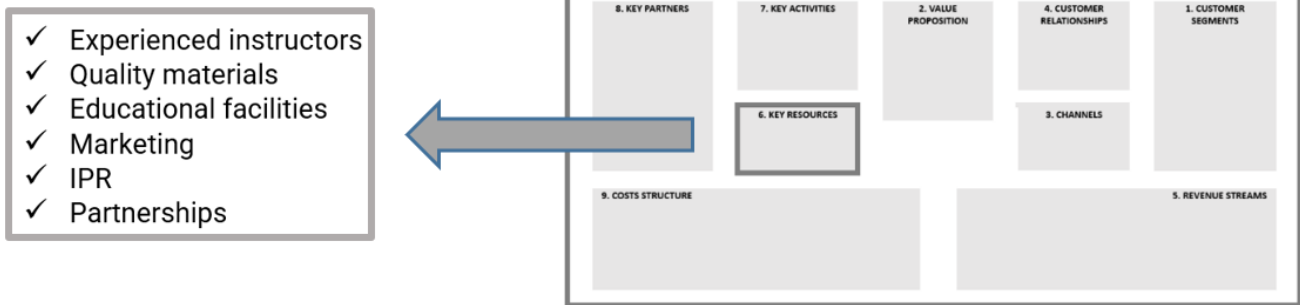 ✓ Experienced instructors
✓ Quality materials
✓ Educational facilities
✓ Marketing
✓ IPR
✓ Partnerships
8. KEY PARTNERS
7. KEY ACTIVITIES
2. VALUE
PROPOSITION
4. CUSTOMER
RELATIONSHIPS
1. CUSTOMER
SEGMENTS
6. KEY RESOURCES
3. CHANNELS
9. COSTS STRUCTURE
5. REVENUE STREAMS